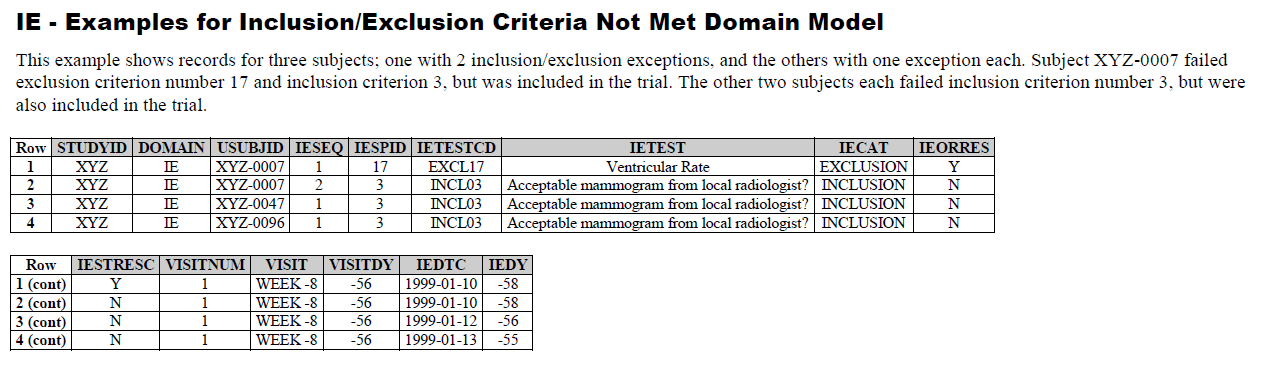 IE - Examples for Inclusion/Exclusion Criteria Not Met Domain Model
This example shows records for three subjects; one with 2 inclusion/exclusion exceptions, and the others with one exception each. Subject XYZ-0007 failed
exclusion criterion number 17 and inclusion criterion 3, but was included in the trial. The other two subjects each failed inclusion criterion number 3, but were
also included in the trial.
Row STUDYID DOMAIN USUBJID IESEQ IESPID IETESTCD IETEST IECAT IEORRES
1 XYZ IE XYZ-0007 1 17 EXCL17 Ventricular Rate EXCLUSION Y
2 XYZ IE XYZ-0007 2 3 INCL03 Acceptable mammogram from local radiologist? INCLUSION N
3 XYZ IE XYZ-0047 1 3 INCL03 Acceptable mammogram from local radiologist? INCLUSION N
4 XYZ IE XYZ-0096 1 3 INCL03 Acceptable mammogram from local radiologist? INCLUSION N
Row IESTRESC VISITNUM VISIT VISITDY IEDTC IEDY
1 (cont) Y 1 WEEK -8 -56 1999-01-10 -58
2 (cont) N 1 WEEK -8 -56 1999-01-10 -58
3 (cont) N 1 WEEK -8 -56 1999-01-12 -56
4 (cont) N 1 WEEK -8 -56 1999-01-13 -55